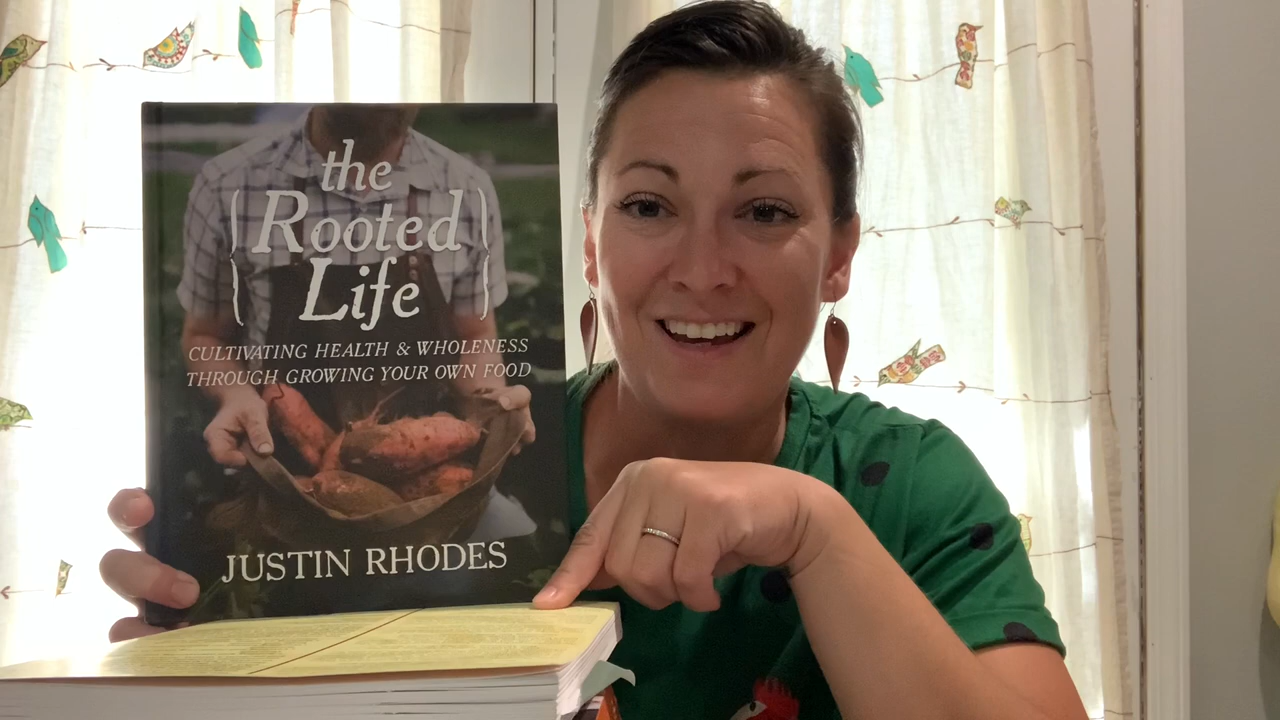 the
Rooted
Life
CULTIVATING HEALTH & WHOLENESS
THROUGH GROWING YOUR OWN FOOD
JUSTIN RHODES